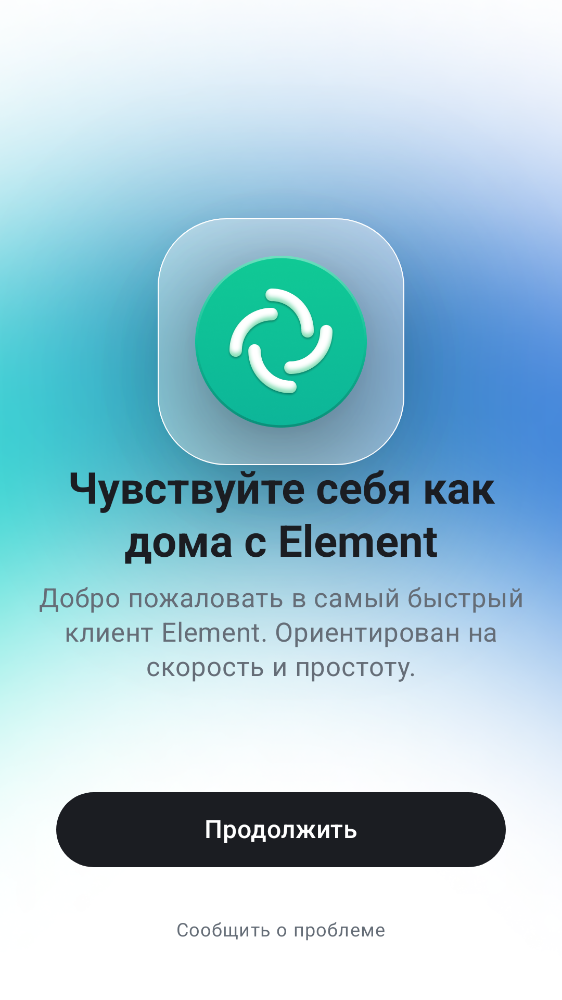 Чувствуйте себя как
дома с Element
Добро пожаловать в самый быстрый
клиент Element. Ориентирован на
скорость и простоту.
Продолжить
Сообщить о проблеме